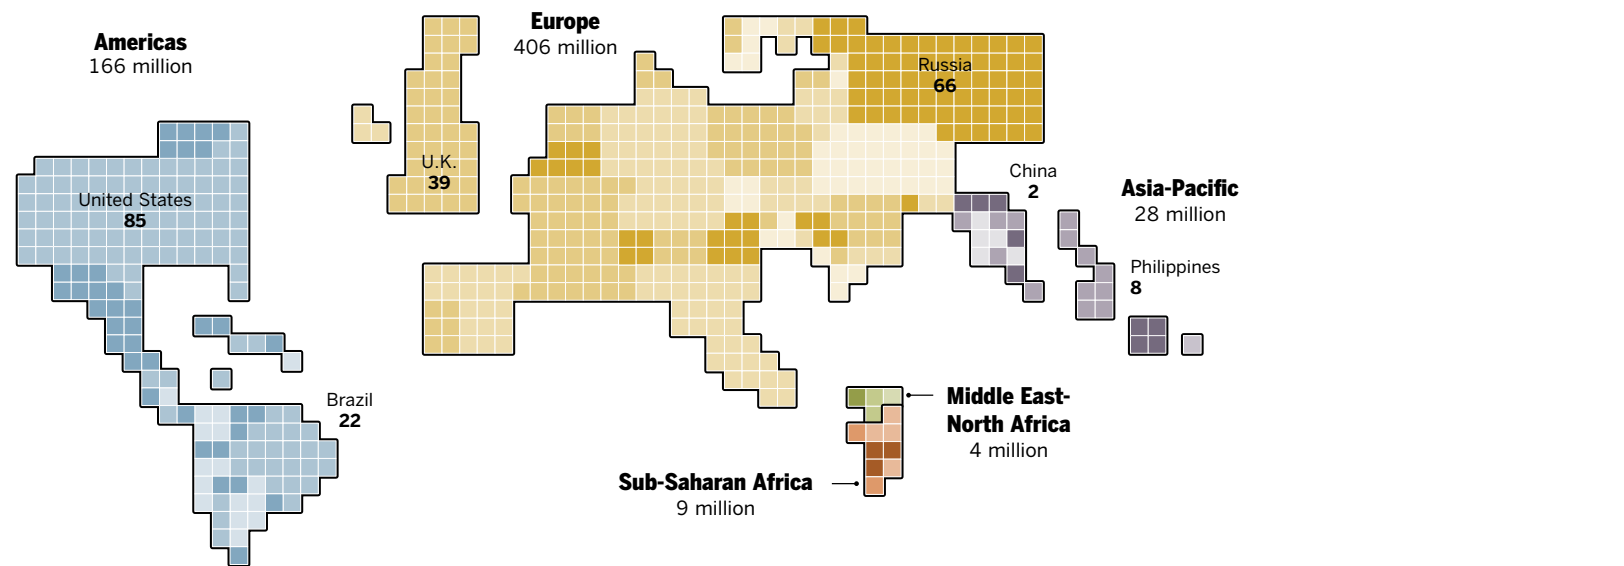 Americas
166 million
United States
85
Brazil
22
Europe
406 million
U.K.
39
Russia
66
China
2
Asia-Pacific
28 million
Philippines
8
Middle East-
North Africa
4 million
Sub-Saharan Africa
9 million